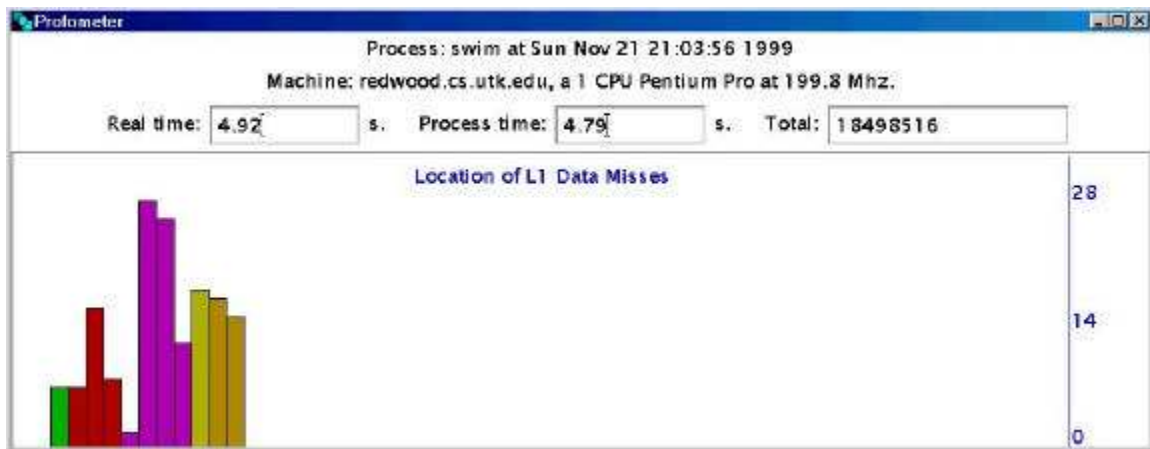 Profometer
Process: swim at Sun Nov 21 21:03:56 1999
Machine: redwood.cs.utk.edu, a 1 CPU Pentium Pro at 199.8 Mhz.
Real time: 4.92 s. Process time: 4.79 s. Total: 18498516
Location of L1 Data Misses
28
14
0